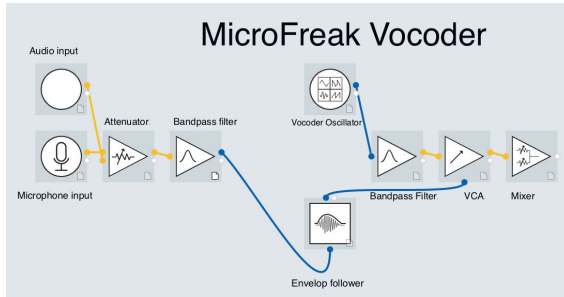 MicroFreak Vocoder
Audio input
Attenuator
Bandpass filter
Vocoder Oscillator
Microphone input
Bandpass Filter
VCA
Mixer
Envelop follower